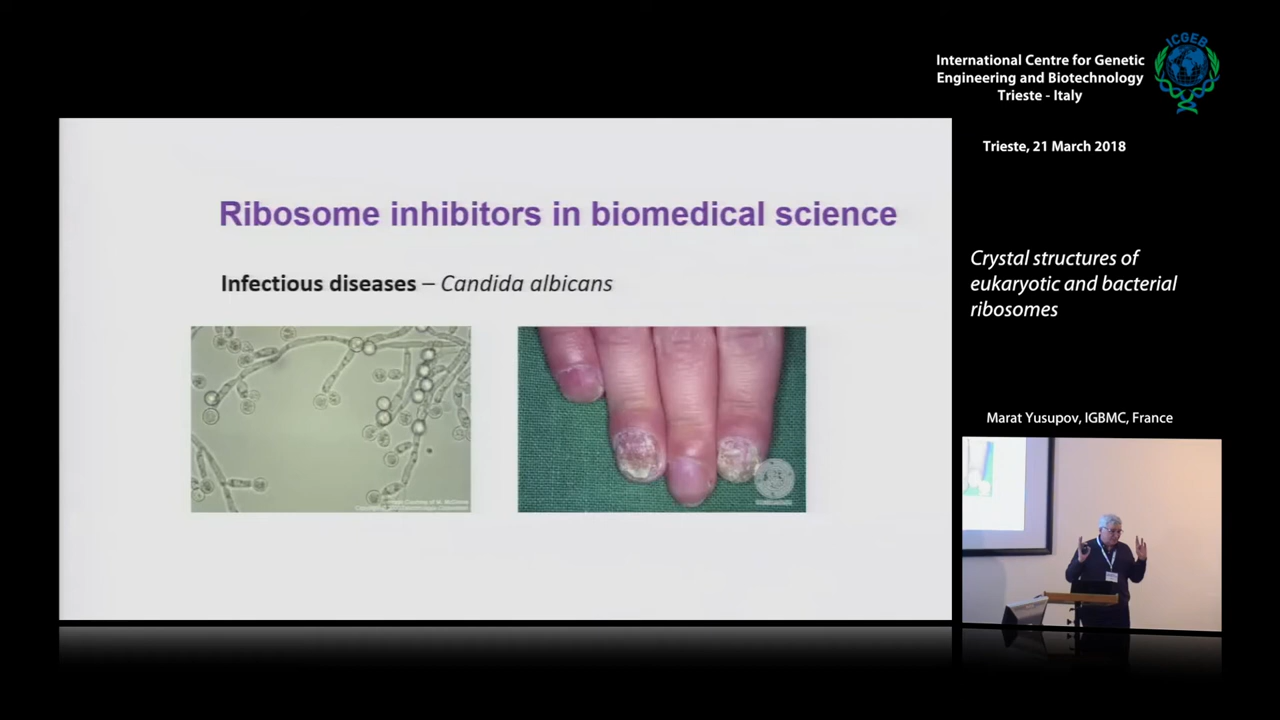 ICGEB
International Centre for Genetic
Engineering and Biotechnology
Trieste - Italy
Trieste, 21 March 2018
Ribosome inhibitors in biomedical science
Infectious diseases – Candida albicans
Crystal structures of
eukaryotic and bacterial
ribosomes
Marat Yusupov, IGBMC, France